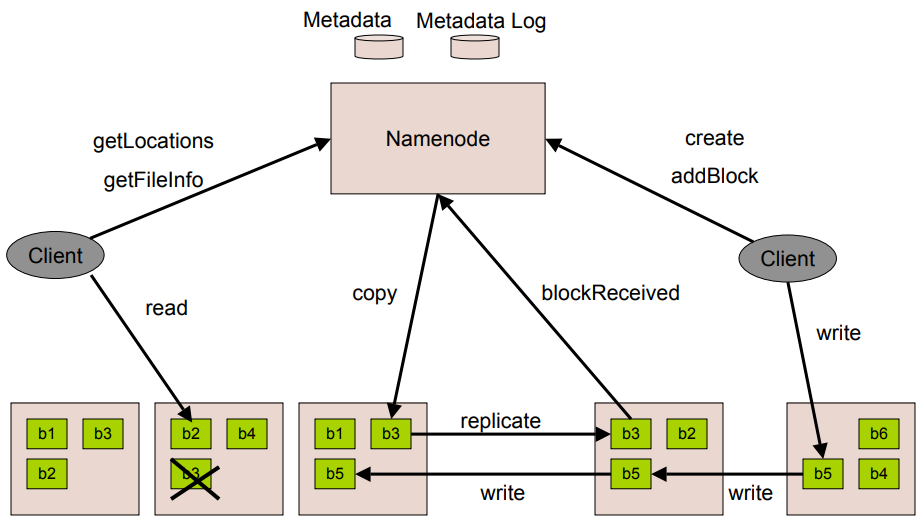 Metadata
Metadata Log
Namenode
getLocations
getFileInfo
create
addBlock
Client
Client
read
copy
blockReceived
write
b1
b3
b2
b2
b4
b3
b1
b3
b5
replicate
write
b3
b2
b5
write
b6
b5
b4